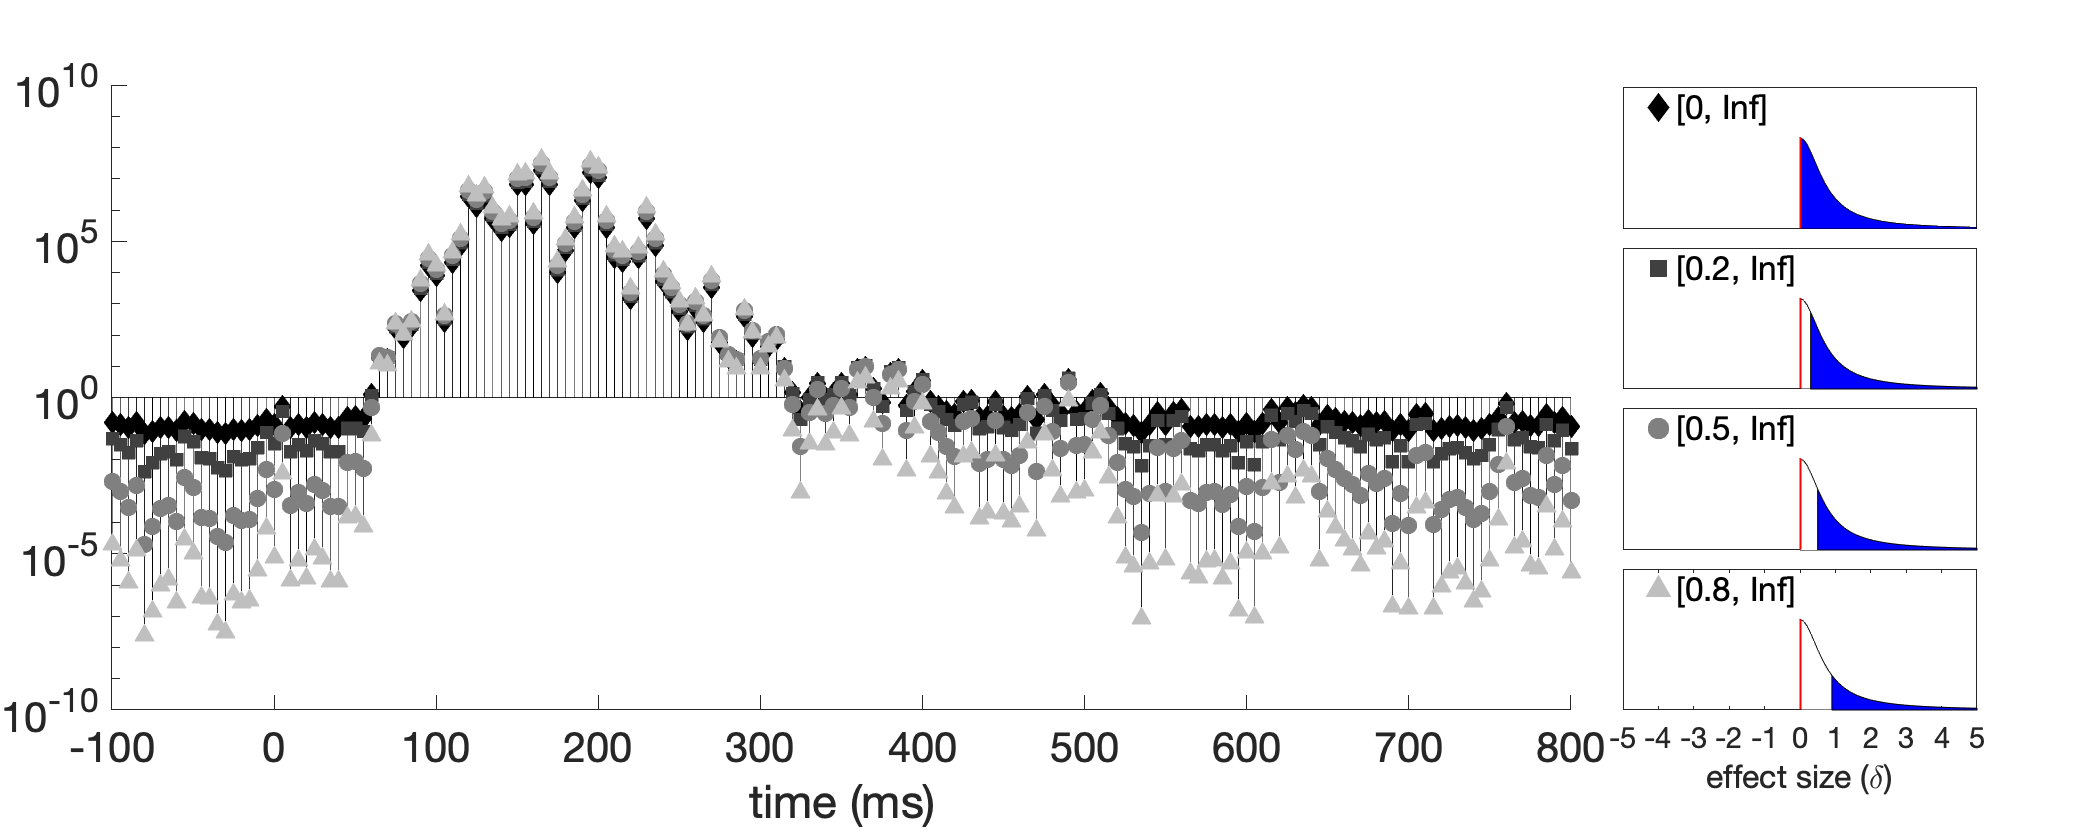 10^10
10^5
10^0
10^-5
10^-10
-100 0 100 200 300 400 500 600 700 800
time (ms)
[0, Inf]
[0.2, Inf]
[0.5, Inf]
[0.8, Inf]
-5 -4 -3 -2 -1 0 1 2 3 4 5
effect size (δ)